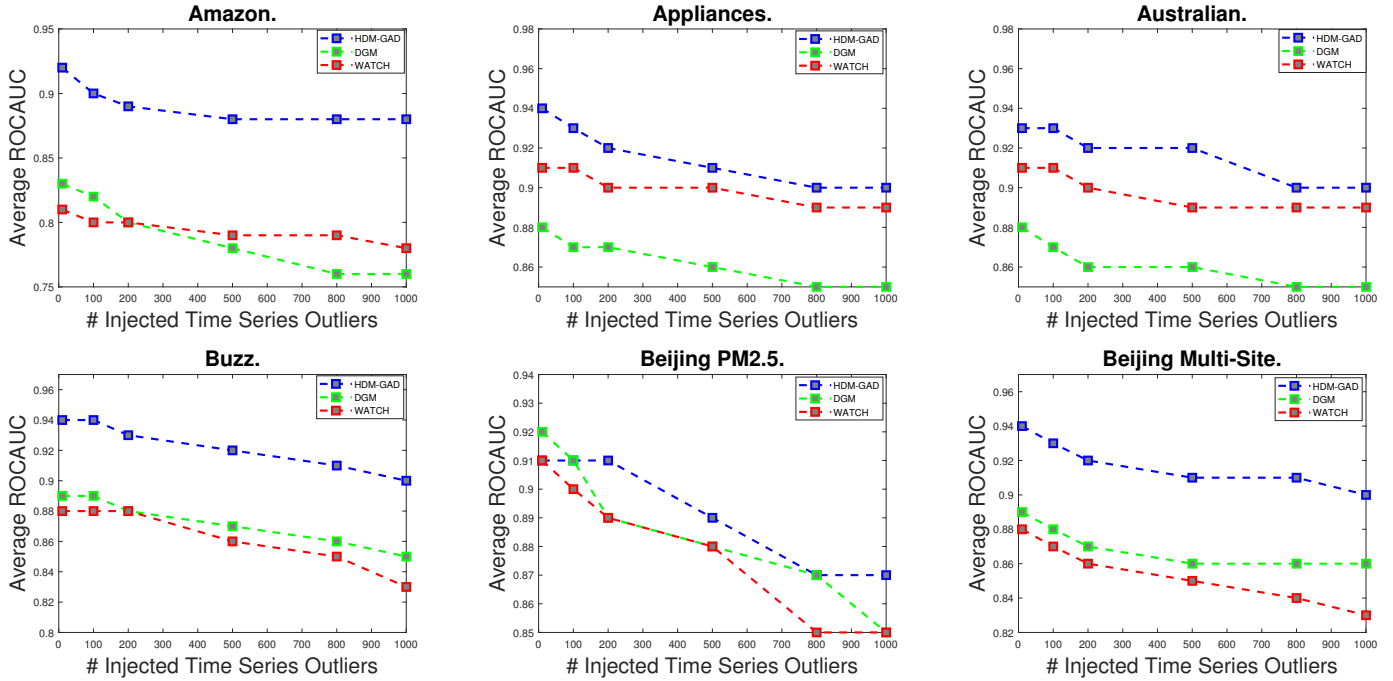 Amazon.
0.95
0.9
0.85
0.8
0.75
Average ROCAUC
HDM-GAD
DGM
WATCH
0 100 200 300 400 500 600 700 800 900 1000
# Injected Time Series Outliers
Appliances.
0.98
0.96
0.94
0.92
0.9
0.88
0.86
Average ROCAUC
HDM-GAD
DGM
WATCH
0 100 200 300 400 500 600 700 800 900 1000
# Injected Time Series Outliers
Australian.
0.98
0.96
0.94
0.92
0.9
0.88
0.86
Average ROCAUC
HDM-GAD
DGM
WATCH
0 100 200 300 400 500 600 700 800 900 1000
# Injected Time Series Outliers
Buzz.
0.96
0.94
0.92
0.9
0.88
0.86
0.84
0.82
0.8
Average ROCAUC
HDM-GAD
DGM
WATCH
0 100 200 300 400 500 600 700 800 900 1000
# Injected Time Series Outliers
Beijing PM2.5.
0.94
0.93
0.92
0.91
0.9
0.89
0.88
0.87
0.86
0.85
Average ROCAUC
HDM-GAD
DGM
WATCH
0 100 200 300 400 500 600 700 800 900 1000
# Injected Time Series Outliers
Beijing Multi-Site.
0.96
0.94
0.92
0.9
0.88
0.86
0.84
0.82
Average ROCAUC
HDM-GAD
DGM
WATCH
0 100 200 300 400 500 600 700 800 900 1000
# Injected Time Series Outliers